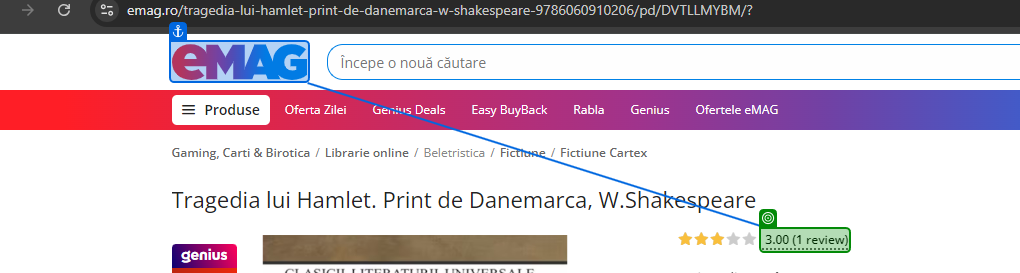 emag.ro/tragedia-lui-hamlet-print-de-danemarca-w-shakespeare-9786060910206/pd/DVTLLMYBM/?
eMAG
Începe o nouă căutare
Produse Oferta Zilei Genius Deals Easy BuyBack Rabla Genius Ofertele eMAG
Gaming, Carti & Birotica / Librarie online / Beletristica / Fictiune / Fictiune Cartex
Tragedia lui Hamlet. Print de Danemarca, W.Shakespeare
3.00 (1 review)
genius
CLASICII LITERATURII UNIVERSALE